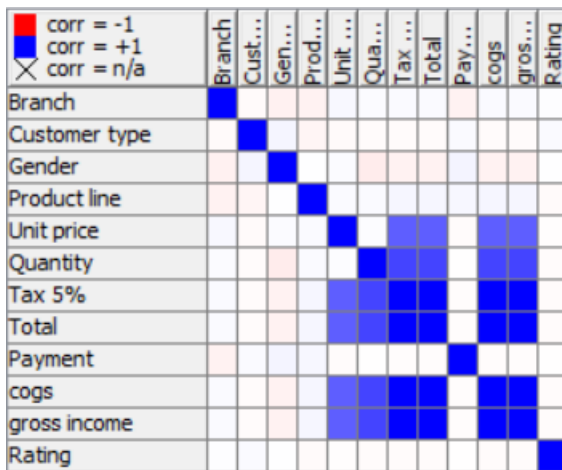 corr = -1
corr = +1
corr = n/a
Branch
Cust...
Gen...
Prod...
Unit ...
Qua...
Tax ...
Total
Pay...
cogs
gros...
Rating
Branch
Customer type
Gender
Product line
Unit price
Quantity
Tax 5%
Total
Payment
cogs
gross income
Rating